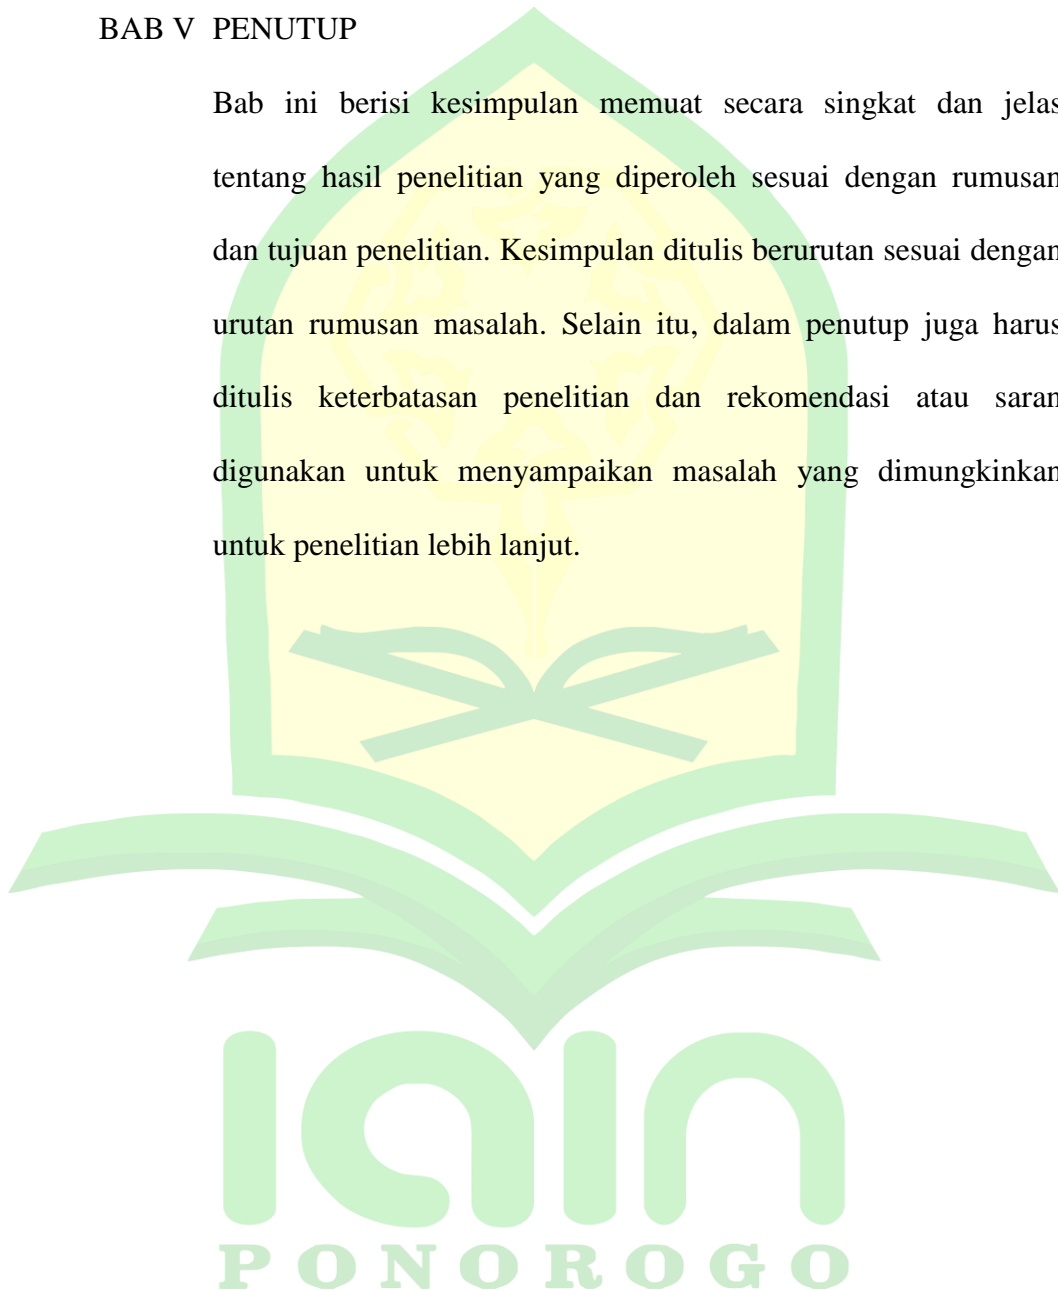 BAB V PENUTUP
Bab ini berisi kesimpulan memuat secara singkat dan jelas
tentang hasil penelitian yang diperoleh sesuai dengan rumusan
dan tujuan penelitian. Kesimpulan ditulis berurutan sesuai dengan
urutan rumusan masalah. Selain itu, dalam penutup juga harus
ditulis keterbatasan penelitian dan rekomendasi atau saran
digunakan untuk menyampaikan masalah yang dimungkinkan
untuk penelitian lebih lanjut.
IAIN
PONOROGO